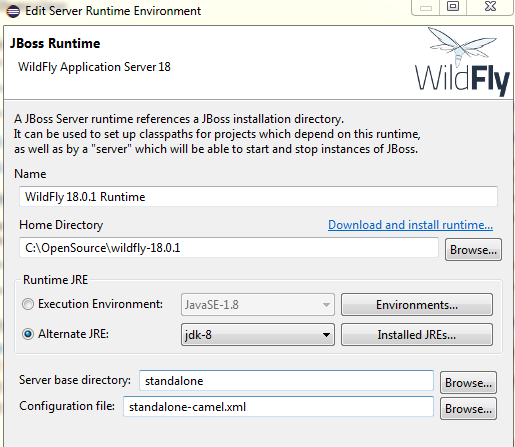 Edit Server Runtime Environment
JBoss Runtime
WildFly Application Server 18
WildFly
A JBoss Server runtime references a JBoss installation directory.
It can be used to set up classpaths for projects which depend on this runtime,
as well as by a "server" which will be able to start and stop instances of JBoss.
Name
WildFly 18.0.1 Runtime
Home Directory
Download and install runtime...
C:\OpenSource\wildfly-18.0.1
Browse...
Runtime JRE
Execution Environment:
JavaSE-1.8
Environments...
Alternate JRE:
jdk-8
Installed JREs...
Server base directory:
standalone
Browse...
Configuration file:
standalone-camel.xml
Browse...